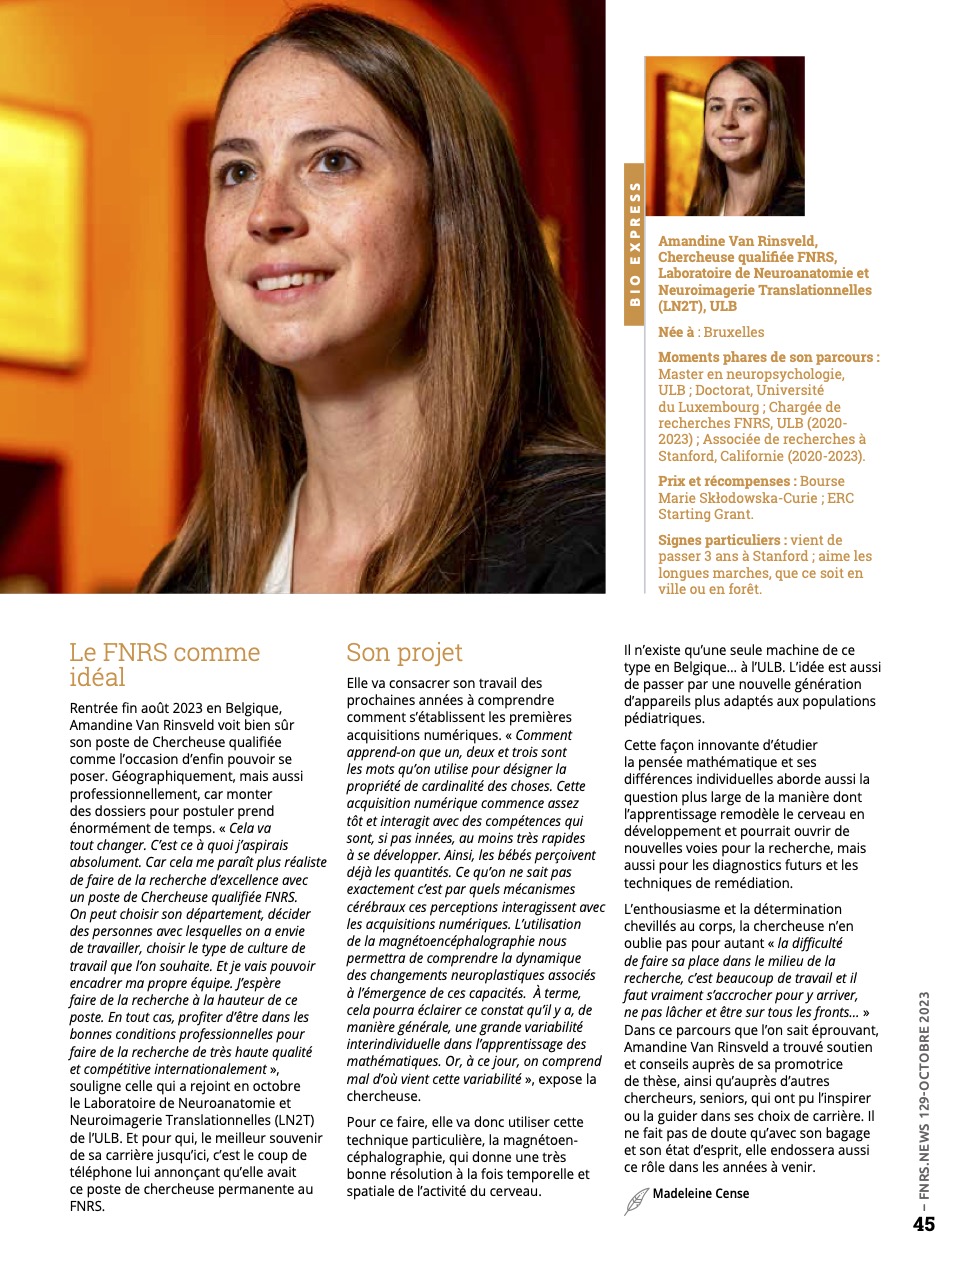 BIO EXPRESS
Amandine Van Rinsveld,
Chercheuse qualifiée FNRS,
Laboratoire de Neuroanatomie et
Neuroimagerie Translationnelles
(LN2T), ULB
Née à : Bruxelles
Moments phares de son parcours :
Master en neuropsychologie,
ULB ; Doctorat, Université
du Luxembourg ; Chargée de
recherches FNRS, ULB (2020-
2023) ; Associée de recherches à
Stanford, Californie (2020-2023).
Prix et récompenses : Bourse
Marie Skłodowska-Curie ; ERC
Starting Grant.
Signes particuliers : vient de
passer 3 ans à Stanford ; aime les
longues marches, que ce soit en
ville ou en forêt.
Le FNRS comme
idéal
Rentrée fin août 2023 en Belgique,
Amandine Van Rinsveld voit bien sûr
son poste de Chercheuse qualifiée
comme l’occasion d’enfin pouvoir se
poser. Géographiquement, mais aussi
professionnellement, car monter
des dossiers pour postuler prend
énormément de temps. « Cela va
tout changer. C’est ce à quoi j’aspirais
absolument. Car cela me paraît plus réaliste
de faire de la recherche d’excellence avec
un poste de Chercheuse qualifiée FNRS.
On peut choisir son département, décider
des personnes avec lesquelles on a envie
de travailler, choisir le type de culture de
travail que l’on souhaite. Et je vais pouvoir
encadrer ma propre équipe. J’espère
faire de la recherche à la hauteur de ce
poste. En tout cas, profiter d’être dans les
bonnes conditions professionnelles pour
faire de la recherche de très haute qualité
et compétitive internationalement »,
souligne celle qui a rejoint en octobre
le Laboratoire de Neuroanatomie et
Neuroimagerie Translationnelles (LN2T)
de l’ULB. Et pour qui, le meilleur souvenir
de sa carrière jusqu’ici, c’est le coup de
téléphone lui annonçant qu’elle avait
ce poste de chercheuse permanente au
FNRS.
Son projet
Elle va consacrer son travail des
prochaines années à comprendre
comment s’établissent les premières
acquisitions numériques. « Comment
apprend-on que un, deux et trois sont
les mots qu’on utilise pour désigner la
propriété de cardinalité des choses. Cette
acquisition numérique commence assez
tôt et interagit avec des compétences qui
sont, si pas innées, au moins très rapides
à se développer. Ainsi, les bébés perçoivent
déjà les quantités. Ce qu’on ne sait pas
exactement c’est par quels mécanismes
cérébraux ces perceptions interagissent avec
les acquisitions numériques. L’utilisation
de la magnétoencéphalographie nous
permettra de comprendre la dynamique
des changements neuroplastiques associés
à l’émergence de ces capacités. À terme,
cela pourra éclairer ce constat qu’il y a, de
manière générale, une grande variabilité
interindividuelle dans l’apprentissage des
mathématiques. Or, à ce jour, on comprend
mal d’où vient cette variabilité », expose la
chercheuse.
Pour ce faire, elle va donc utiliser cette
technique particulière, la magnétoen-
céphalographie, qui donne une très
bonne résolution à la fois temporelle et
spatiale de l’activité du cerveau.
Il n’existe qu’une seule machine de ce
type en Belgique… à l’ULB. L’idée est aussi
de passer par une nouvelle génération
d’appareils plus adaptés aux populations
pédiatriques.
Cette façon innovante d’étudier
la pensée mathématique et ses
différences individuelles aborde aussi la
question plus large de la manière dont
l’apprentissage remodèle le cerveau en
développement et pourrait ouvrir de
nouvelles voies pour la recherche, mais
aussi pour les diagnostics futurs et les
techniques de remédiation.
L’enthousiasme et la détermination
chevillés au corps, la chercheuse n’en
oublie pas pour autant « la difficulté
de faire sa place dans le milieu de la
recherche, c’est beaucoup de travail et il
faut vraiment s’accrocher pour y arriver,
ne pas lâcher et être sur tous les fronts… »
Dans ce parcours que l’on sait éprouvant,
Amandine Van Rinsveld a trouvé soutien
et conseils auprès de sa promotrice
de thèse, ainsi qu’auprès d’autres
chercheurs, seniors, qui ont pu l’inspirer
ou la guider dans ses choix de carrière. Il
ne fait pas de doute qu’avec son bagage
et son état d’esprit, elle endossera aussi
ce rôle dans les années à venir.
Madeleine Cense
– FNRS.NEWS 129-OCTOBRE 2023
45